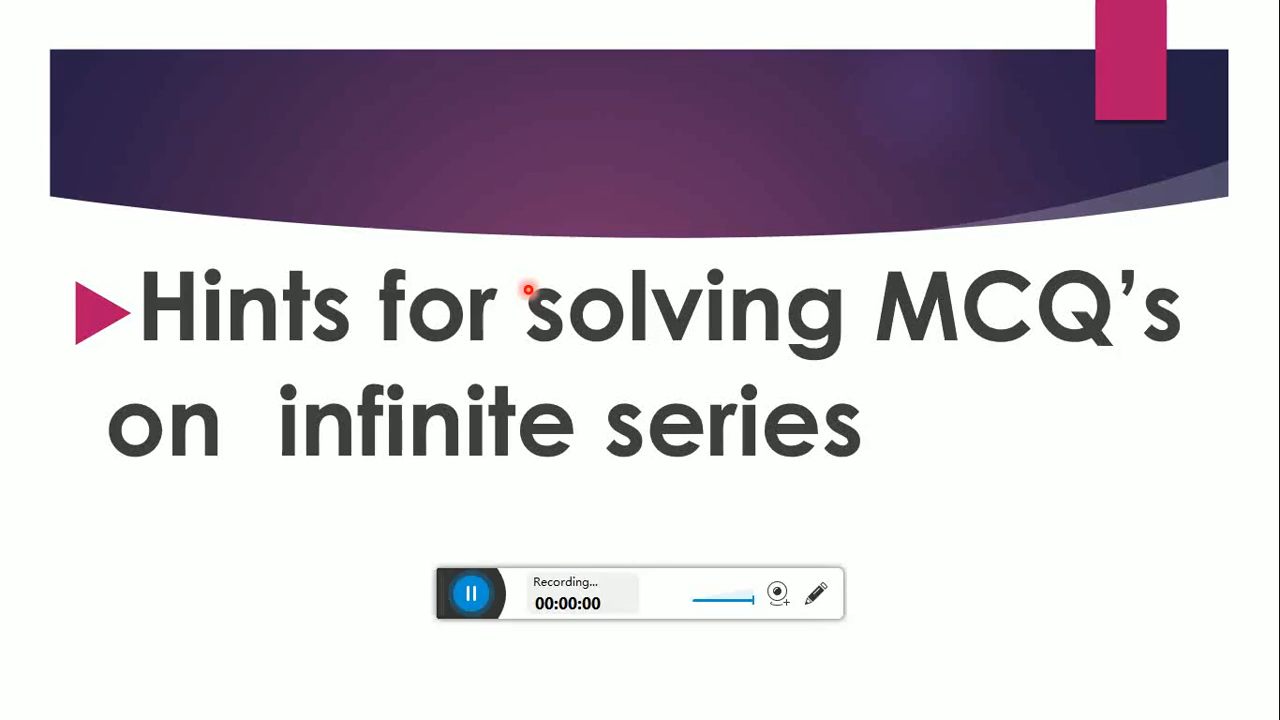 Hints for solving MCQ’s
on infinite series
Recording...
00:00:00